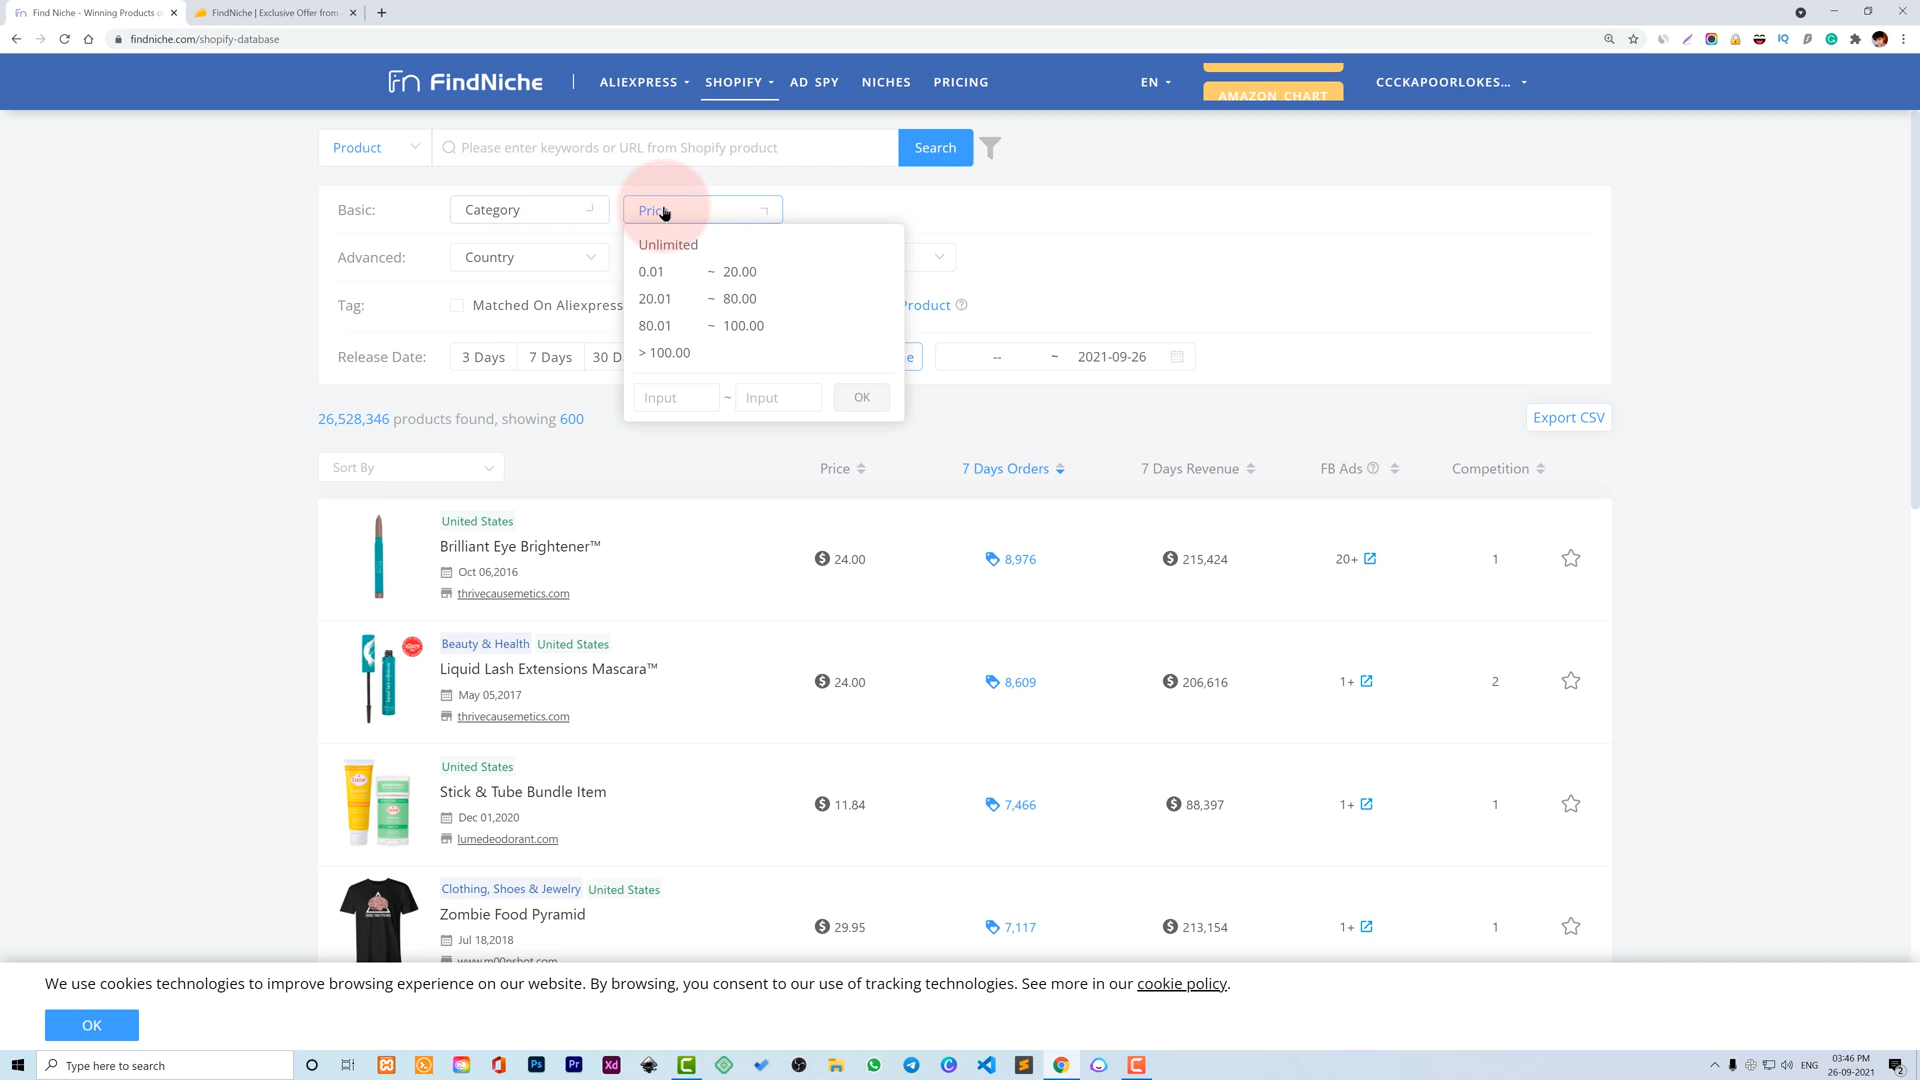 Find Niche - Winning Products o
FindNiche | Exclusive Offer from
findniche.com/shopify-database
FindNiche
ALIEXPRESS
SHOPIFY
AD SPY
NICHES
PRICING
EN
AMAZON CHART
CCCKAPOORLOKES...
Product
Please enter keywords or URL from Shopify product
Search
Basic:
Category
Unlimited
0.01 ~ 20.00
20.01 ~ 80.00
80.01 ~ 100.00
> 100.00
Input ~ Input OK
Advanced:
Country
Tag:
Matched On Aliexpress
Product
Release Date:
3 Days
7 Days
30 D
e
-- ~ 2021-09-26
26,528,346 products found, showing 600
Export CSV
Sort By
Price
7 Days Orders
7 Days Revenue
FB Ads
Competition
United States
Brilliant Eye Brightener™
Oct 06,2016
thrivecausemetics.com
24.00
8,976
215,424
20+
1
Beauty & Health United States
Liquid Lash Extensions Mascara™
May 05,2017
thrivecausemetics.com
24.00
8,609
206,616
1+
2
United States
Stick & Tube Bundle Item
Dec 01,2020
lumedeodorant.com
11.84
7,466
88,397
1+
1
Clothing, Shoes & Jewelry United States
Zombie Food Pyramid
Jul 18,2018
www.m00nshot.com
29.95
7,117
213,154
1+
1
We use cookies technologies to improve browsing experience on our website. By browsing, you consent to our use of tracking technologies. See more in our cookie policy.
OK
Type here to search
ENG
03:46 PM
26-09-2021